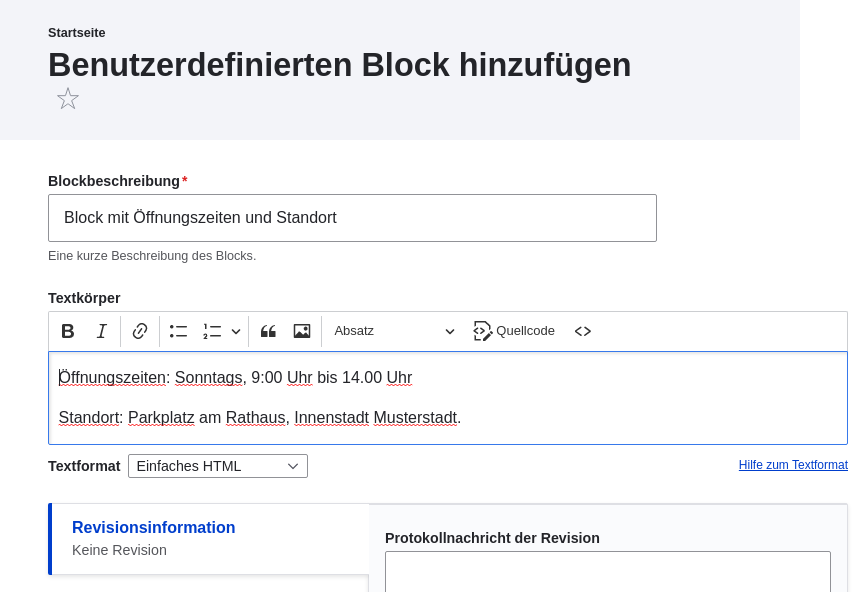 Startseite
Benutzerdefinierten Block hinzufügen
Blockbeschreibung*
Block mit Öffnungszeiten und Standort
Eine kurze Beschreibung des Blocks.
Textkörper
B I Absatz Quellcode
Öffnungszeiten: Sonntags, 9:00 Uhr bis 14.00 Uhr
Standort: Parkplatz am Rathaus, Innenstadt Musterstadt.
Textformat Einfaches HTML Hilfe zum Textformat
Revisionsinformation
Keine Revision
Protokollnachricht der Revision